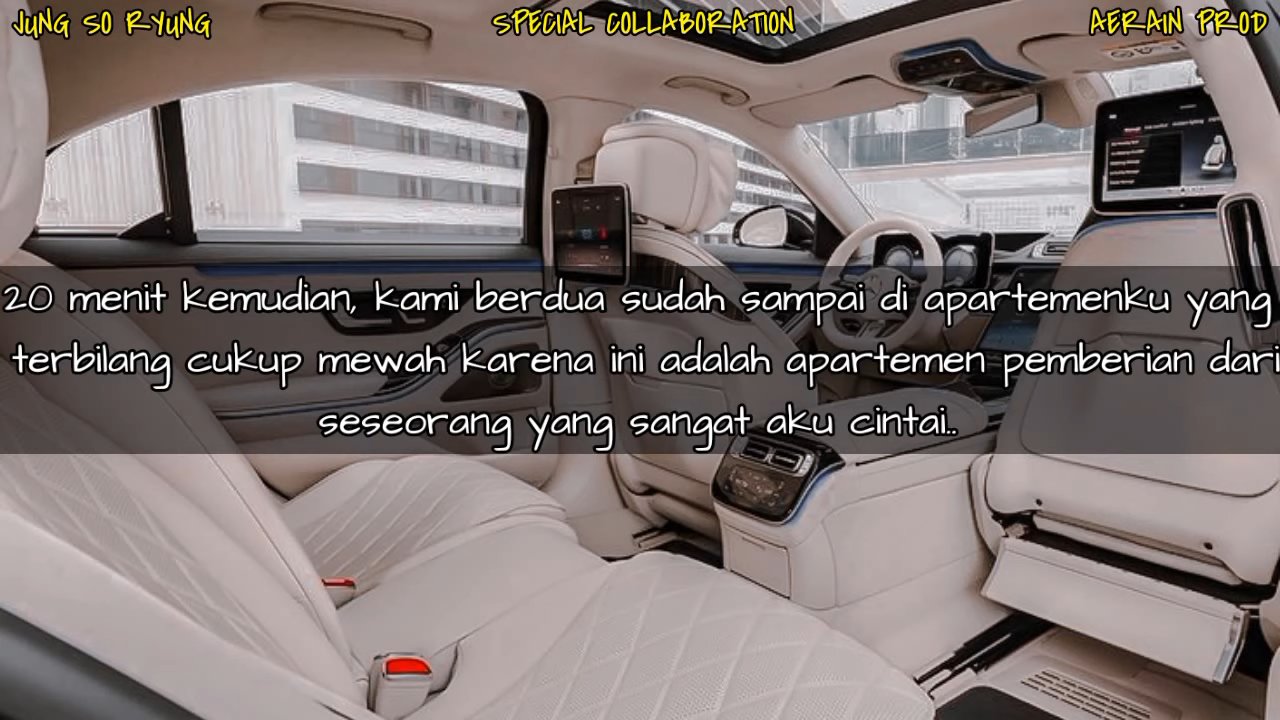 JUNG SO RYUNG
SPECIAL COLLABORATION
AERAIN PROD
20 menit kemudian, kami berdua sudah sampai di apartemenku yang
terbilang cukup mewah karena ini adalah apartemen pemberian dari
seseorang yang sangat aku cintai..